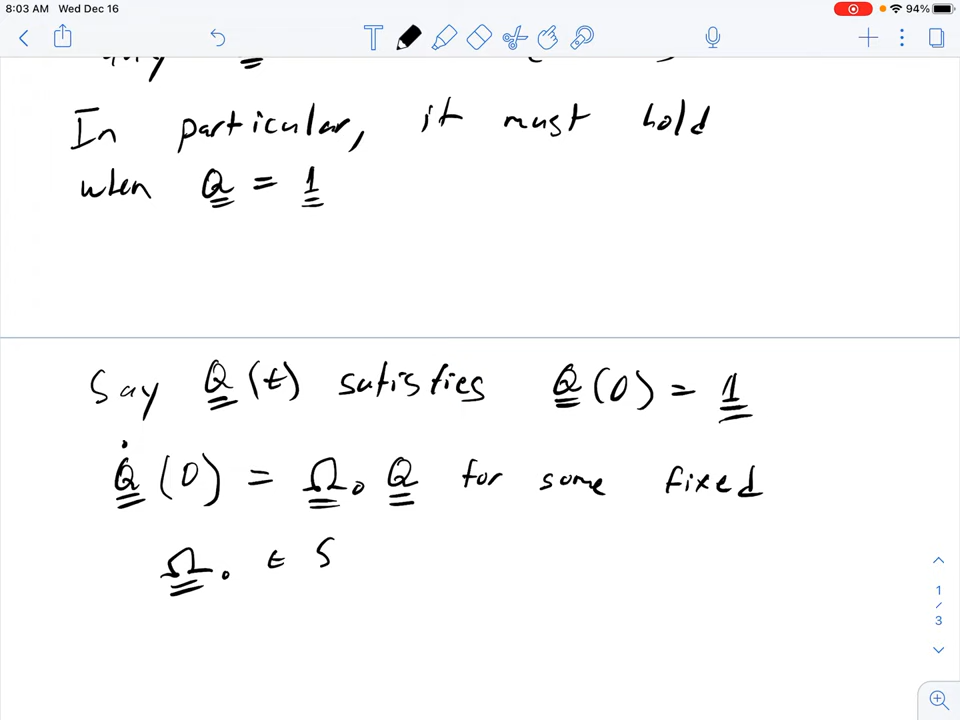 8:03 AM Wed Dec 16
94%
In particular, it must hold
when Q = 1
Say Q(t) satisfies Q(0) = 1
Q̇(0) = Ω₀ Q for some fixed
Ω₀ ∈ S
1
/
3